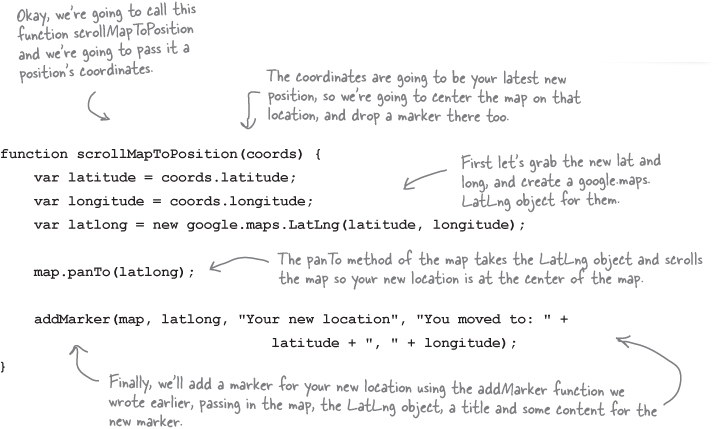 Okay, we're going to call this
function scrollMapToPosition
and we're going to pass it a
position's coordinates.
The coordinates are going to be your latest new
position, so we're going to center the map on that
location, and drop a marker there too.
function scrollMapToPosition(coords) {
var latitude = coords.latitude;
var longitude = coords.longitude;
var latlong = new google.maps.LatLng(latitude, longitude);
First let's grab the new lat and
long, and create a google.maps.
LatLng object for them.
map.panTo(latlong);
The panTo method of the map takes the LatLng object and scrolls
the map so your new location is at the center of the map.
addMarker(map, latlong, "Your new location", "You moved to: " +
latitude + ", " + longitude);
}
Finally, we'll add a marker for your new location using the addMarker function we
wrote earlier, passing in the map, the LatLng object, a title and some content for the
new marker.